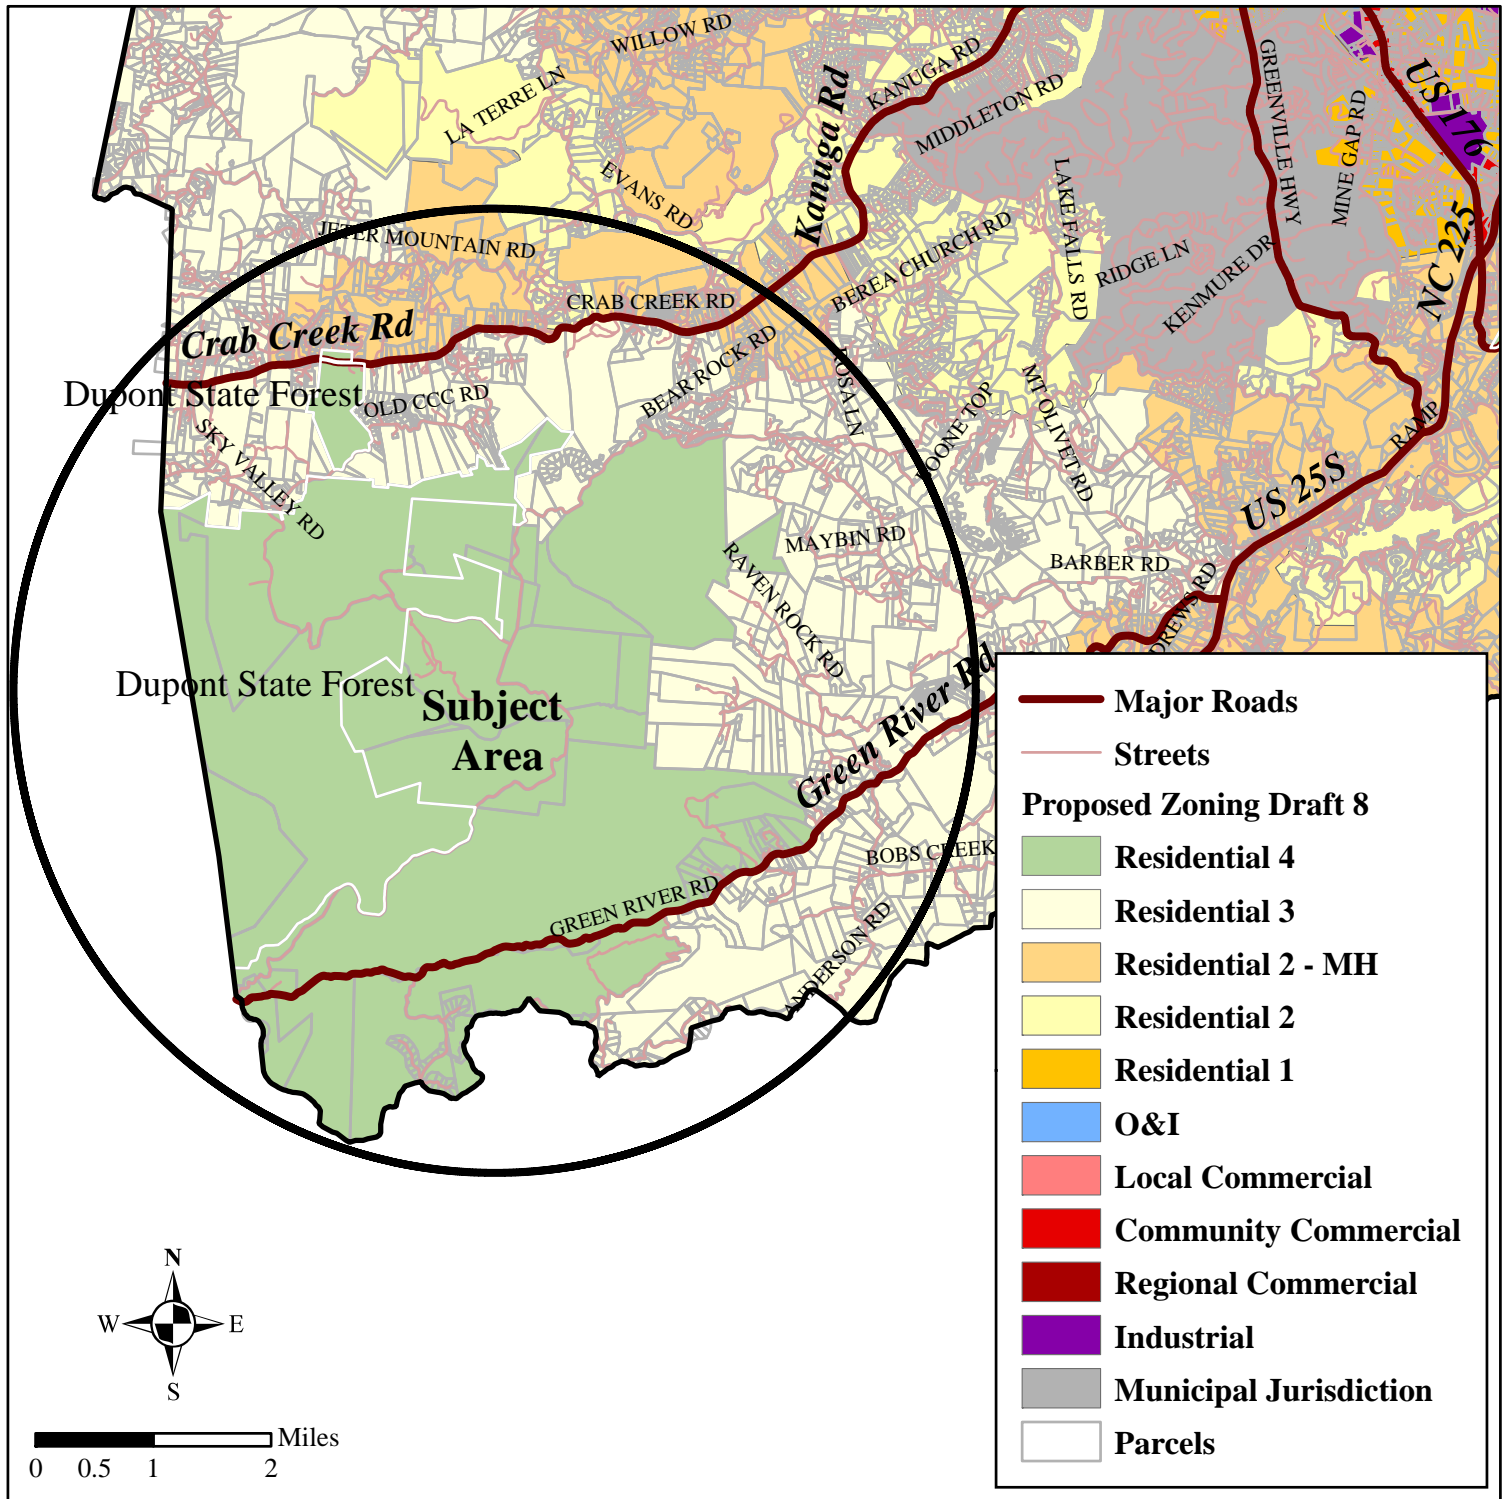 WILLOW RD
KANUGA RD
Kanuga Rd
MIDDLETON RD
GREENVILLE HWY
MINE GAP RD
US 176
LA TERRE LN
EVANS RD
LAKE FALLS RD
NC 225
JETER MOUNTAIN RD
BEREA CHURCH RD
RIDGE LN
KENMURE DR
CRAB CREEK RD
Crab Creek Rd
Dupont State Forest
OLD CCC RD
BEAR ROCK RD
BOONE TOP
MT OLIVET RD
RAMP
SKY VALLEY RD
US 25S
MAYBIN RD
RAVEN ROCK RD
BARBER RD
Dupont State Forest
Subject
Area
Green River Rd
BOBS CREEK
GREEN RIVER RD
ANDERSON RD
Major Roads
Streets
Proposed Zoning Draft 8
Residential 4
Residential 3
Residential 2 - MH
Residential 2
Residential 1
O&I
Local Commercial
Community Commercial
Regional Commercial
Industrial
Municipal Jurisdiction
Parcels
N
W E
S
Miles
0 0.5 1 2